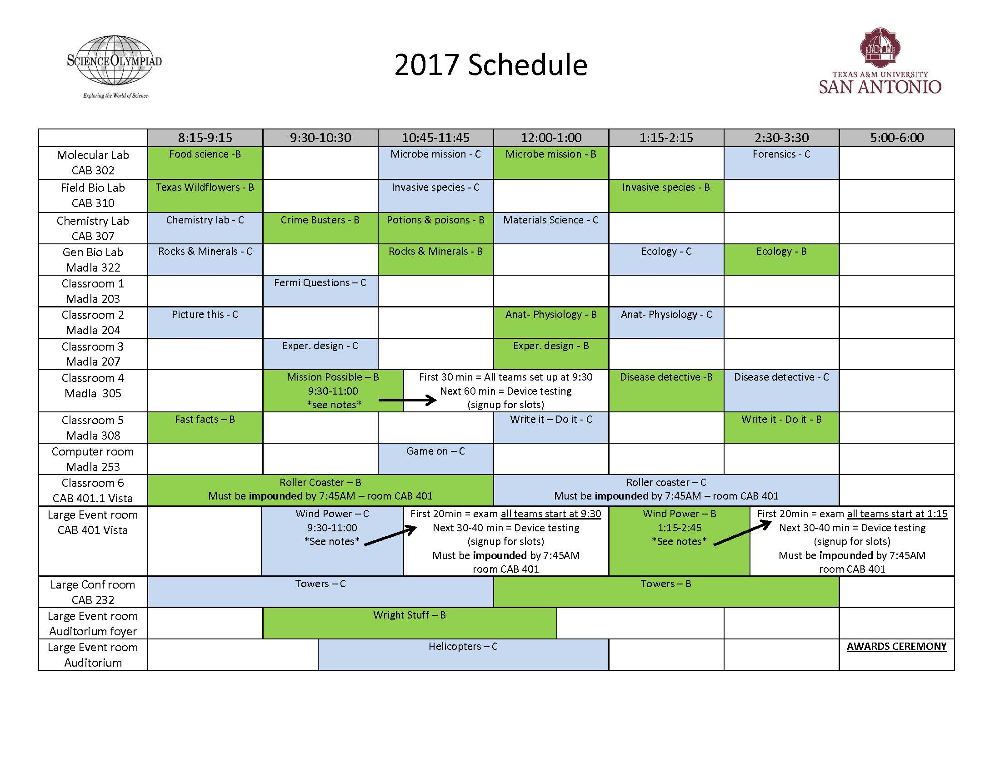 SCIENCE OLYMPIAD
Exploring the World of Science
2017 Schedule
TEXAS A&M UNIVERSITY
SAN ANTONIO
8:15-9:15 9:30-10:30 10:45-11:45 12:00-1:00 1:15-2:15 2:30-3:30 5:00-6:00
Molecular Lab
CAB 302
Food science -B
Microbe mission - C
Microbe mission - B
Forensics - C
Field Bio Lab
CAB 310
Texas Wildflowers - B
Invasive species - C
Invasive species - B
Chemistry Lab
CAB 307
Chemistry lab - C
Crime Busters - B
Potions & poisons - B
Materials Science - C
Gen Bio Lab
Madla 322
Rocks & Minerals - C
Rocks & Minerals - B
Ecology - C
Ecology - B
Classroom 1
Madla 203
Fermi Questions – C
Classroom 2
Madla 204
Picture this - C
Anat- Physiology - B
Anat- Physiology - C
Classroom 3
Madla 207
Exper. design - C
Exper. design - B
Classroom 4
Madla 305
Mission Possible – B
9:30-11:00
*see notes*
First 30 min = All teams set up at 9:30
Next 60 min = Device testing
(signup for slots)
Disease detective -B
Disease detective - C
Classroom 5
Madla 308
Fast facts – B
Write it – Do it - C
Write it - Do it - B
Computer room
Madla 253
Game on – C
Classroom 6
CAB 401.1 Vista
Roller Coaster – B
Must be impounded by 7:45AM – room CAB 401
Roller coaster – C
Must be impounded by 7:45AM – room CAB 401
Large Event room
CAB 401 Vista
Wind Power – C
9:30-11:00
*See notes*
First 20min = exam all teams start at 9:30
Next 30-40 min = Device testing
(signup for slots)
Must be impounded by 7:45AM
room CAB 401
Wind Power – B
1:15-2:45
*See notes*
First 20min = exam all teams start at 1:15
Next 30-40 min = Device testing
(signup for slots)
Must be impounded by 7:45AM
room CAB 401
Large Conf room
CAB 232
Towers – C
Towers – B
Large Event room
Auditorium foyer
Wright Stuff – B
Large Event room
Auditorium
Helicopters – C
AWARDS CEREMONY